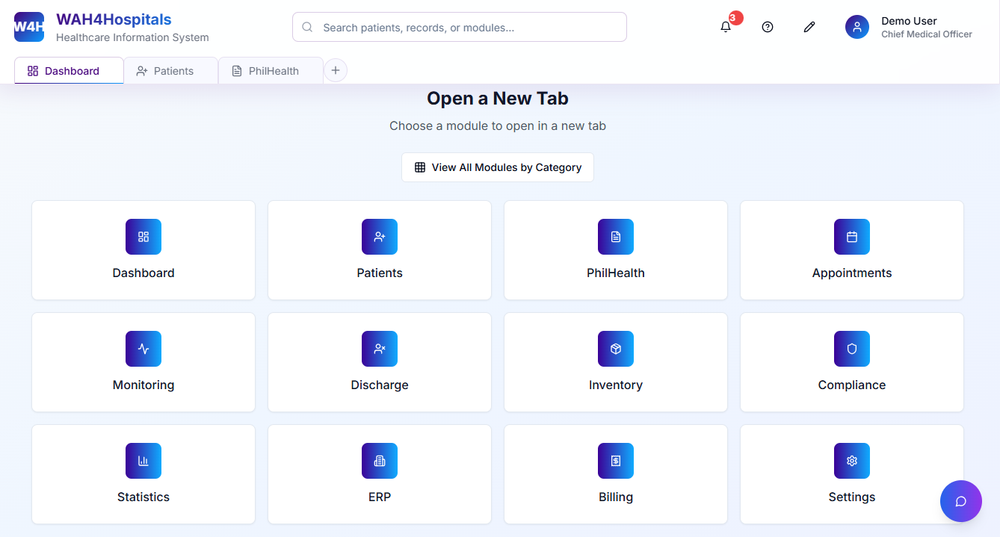 W4H
WAH4Hospitals
Healthcare Information System
Search patients, records, or modules...
3
Demo User
Chief Medical Officer
Dashboard
Patients
PhilHealth
Open a New Tab
Choose a module to open in a new tab
View All Modules by Category
Dashboard
Patients
PhilHealth
Appointments
Monitoring
Discharge
Inventory
Compliance
Statistics
ERP
Billing
Settings